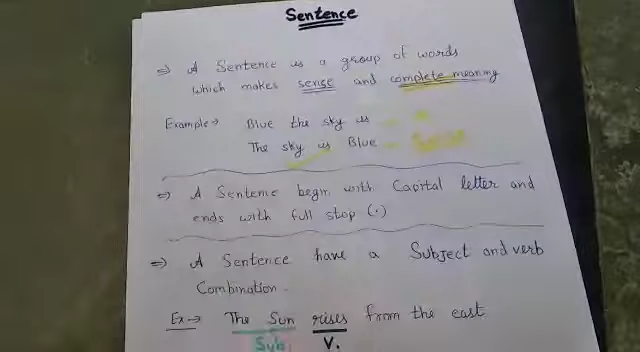 Sentence
⇒ A Sentence is a group of words
which makes sense and complete meaning
Example → Blue the sky is -
The sky is Blue - Sense
⇒ A Sentence begin with Capital letter and
ends with full stop (.)
⇒ A Sentence have a Subject and verb
Combination.
Ex → The Sun rises from the east
Sub. V.